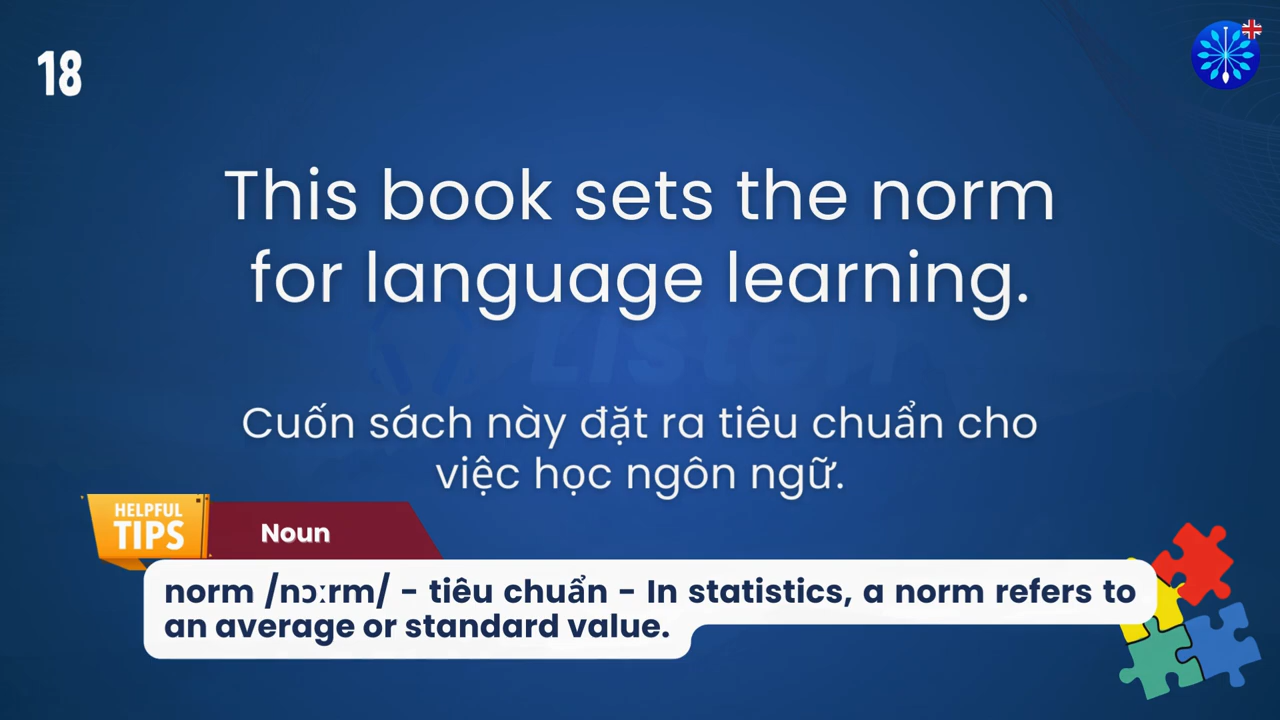 18
This book sets the norm
for language learning.
Listen
Cuốn sách này đặt ra tiêu chuẩn cho
việc học ngôn ngữ.
HELPFUL
TIPS
Noun
norm /nɔːrm/ - tiêu chuẩn - In statistics, a norm refers to
an average or standard value.